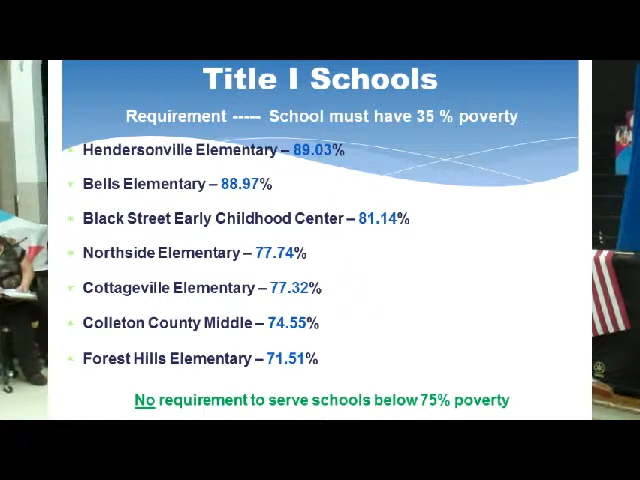 Title I Schools
Requirement ----- School must have 35 % poverty
Hendersonville Elementary – 89.03%
Bells Elementary – 88.97%
Black Street Early Childhood Center – 81.14%
Northside Elementary – 77.74%
Cottageville Elementary – 77.32%
Colleton County Middle – 74.55%
Forest Hills Elementary – 71.51%
No requirement to serve schools below 75% poverty